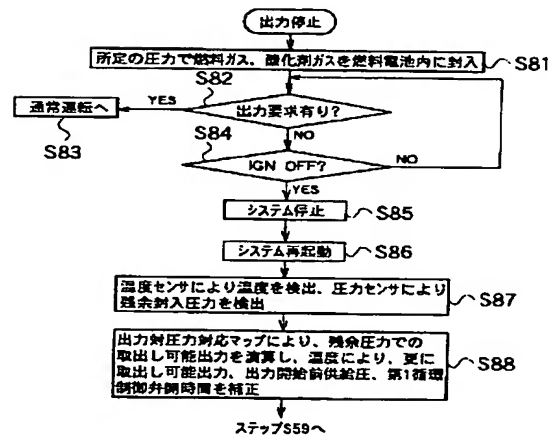 出力停止
所定の圧力で燃料ガス。酸化剤ガスを燃料電池内に封入
S81
S82
YES
出力要求有り?
通常運転へ
S83
NO
S84
IGN OFF?
NO
YES
システム停止
S85
システム再起動
S86
温度センサにより温度を検出、圧力センサにより
残余封入圧力を検出
S87
出力対圧力対応マップにより、残余圧力での
取出し可能出力を演算し、温度により、更に
取出し可能出力、出力開始前供給圧、第1循環
制御弁開時間を補正
S88
ステップS59へ